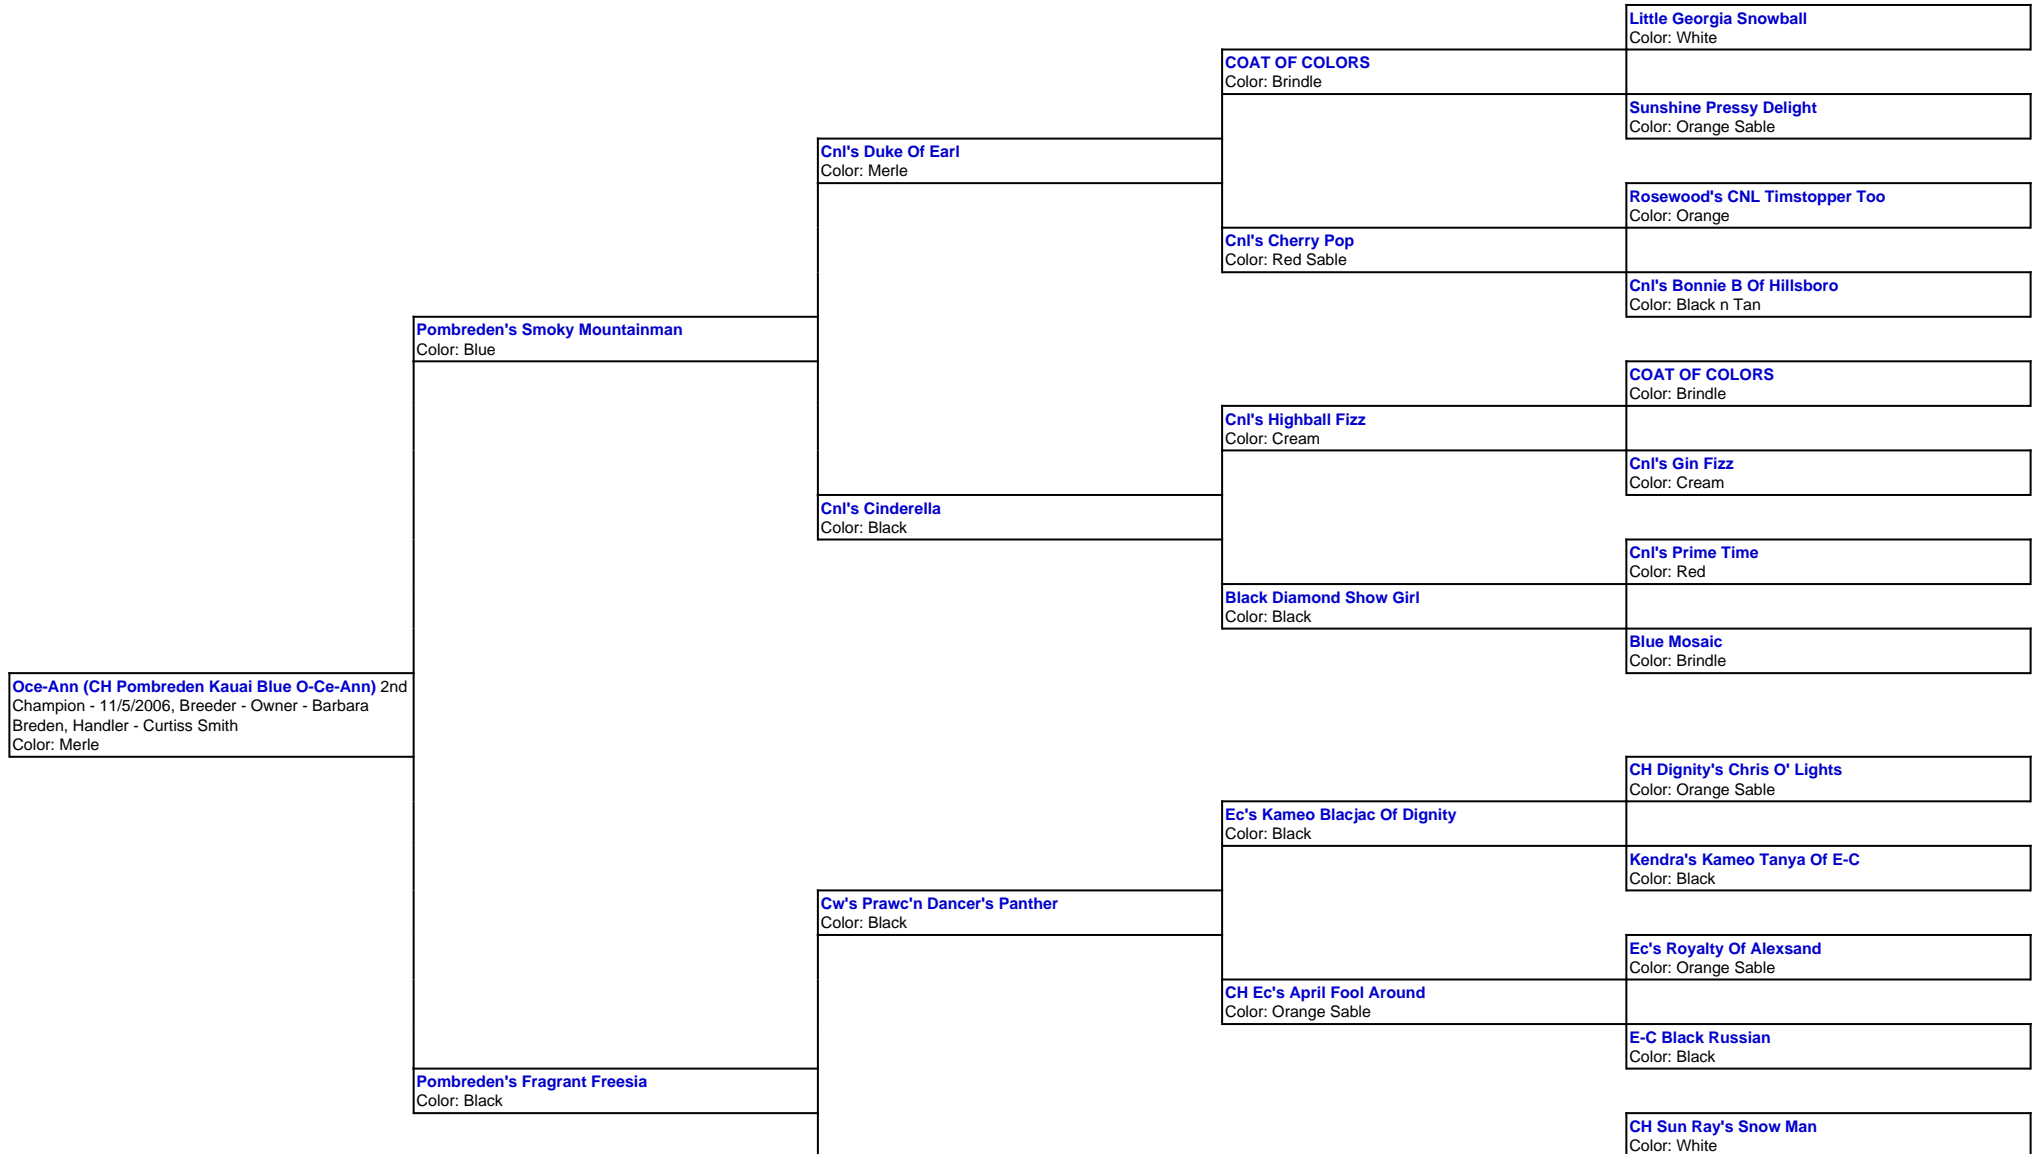 Little Georgia Snowball
Color: White
COAT OF COLORS
Color: Brindle
Sunshine Pressy Delight
Color: Orange Sable
Cnl's Duke Of Earl
Color: Merle
Rosewood's CNL Timstopper Too
Color: Orange
Cnl's Cherry Pop
Color: Red Sable
Cnl's Bonnie B Of Hillsboro
Color: Black n Tan
Pombreden's Smoky Mountainman
Color: Blue
COAT OF COLORS
Color: Brindle
Cnl's Highball Fizz
Color: Cream
Cnl's Gin Fizz
Color: Cream
Cnl's Cinderella
Color: Black
Cnl's Prime Time
Color: Red
Black Diamond Show Girl
Color: Black
Blue Mosaic
Color: Brindle
Oce-Ann (CH Pombreden Kauai Blue O-Ce-Ann) 2nd
Champion - 11/5/2006, Breeder - Owner - Barbara
Breden, Handler - Curtiss Smith
Color: Merle
CH Dignity's Chris O' Lights
Color: Orange Sable
Ec's Kameo Blacjac Of Dignity
Color: Black
Kendra's Kameo Tanya Of E-C
Color: Black
Cw's Prawc'n Dancer's Panther
Color: Black
Ec's Royalty Of Alexsand
Color: Orange Sable
CH Ec's April Fool Around
Color: Orange Sable
E-C Black Russian
Color: Black
Pombreden's Fragrant Freesia
Color: Black
CH Sun Ray's Snow Man
Color: White